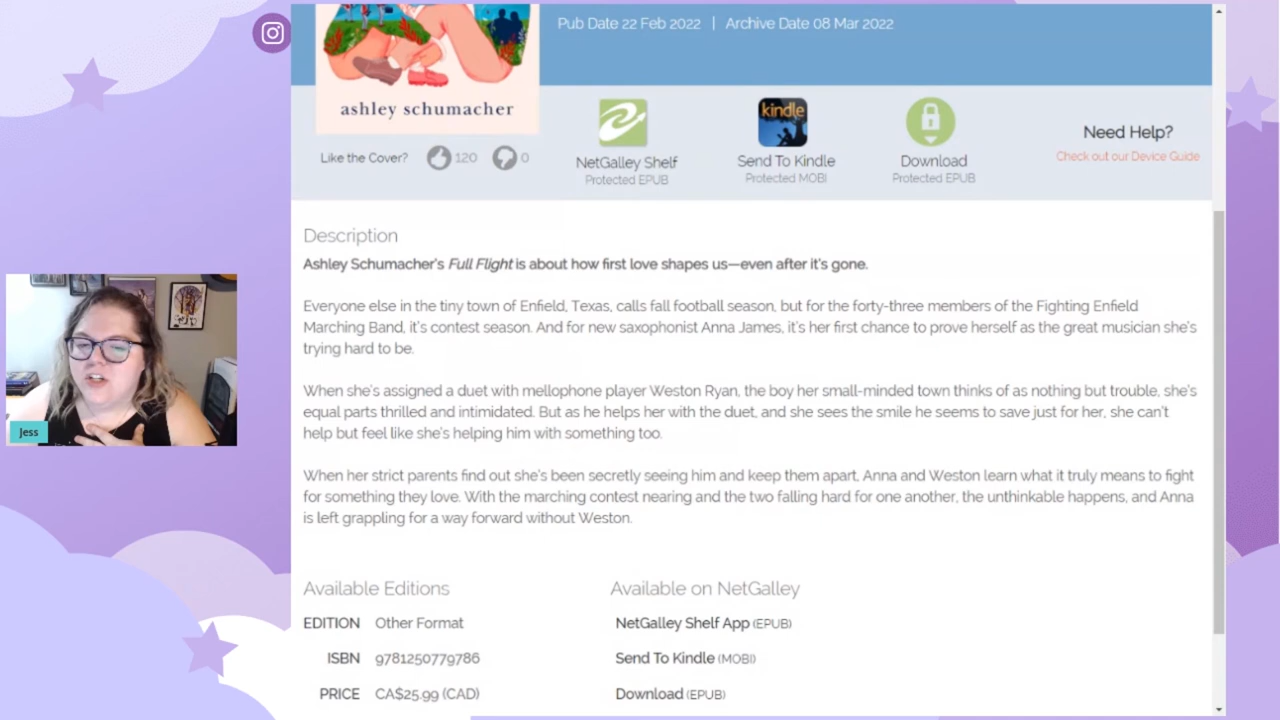 Pub Date 22 Feb 2022 | Archive Date 08 Mar 2022
ashley schumacher
Like the Cover? 120 0
NetGalley Shelf
Protected EPUB
kindle
Send To Kindle
Protected MOBI
Download
Protected EPUB
Need Help?
Check out our Device Guide
Description
Ashley Schumacher's Full Flight is about how first love shapes us—even after it's gone.
Everyone else in the tiny town of Enfield, Texas, calls fall football season, but for the forty-three members of the Fighting Enfield
Marching Band, it's contest season. And for new saxophonist Anna James, it's her first chance to prove herself as the great musician she's
trying hard to be.
When she's assigned a duet with mellophone player Weston Ryan, the boy her small-minded town thinks of as nothing but trouble, she's
equal parts thrilled and intimidated. But as he helps her with the duet, and she sees the smile he seems to save just for her, she can't
help but feel like she's helping him with something too.
When her strict parents find out she's been secretly seeing him and keep them apart, Anna and Weston learn what it truly means to fight
for something they love. With the marching contest nearing and the two falling hard for one another, the unthinkable happens, and Anna
is left grappling for a way forward without Weston.
Jess
Available Editions
EDITION Other Format
ISBN 9781250779786
PRICE CA$25.99 (CAD)
Available on NetGalley
NetGalley Shelf App (EPUB)
Send To Kindle (MOBI)
Download (EPUB)